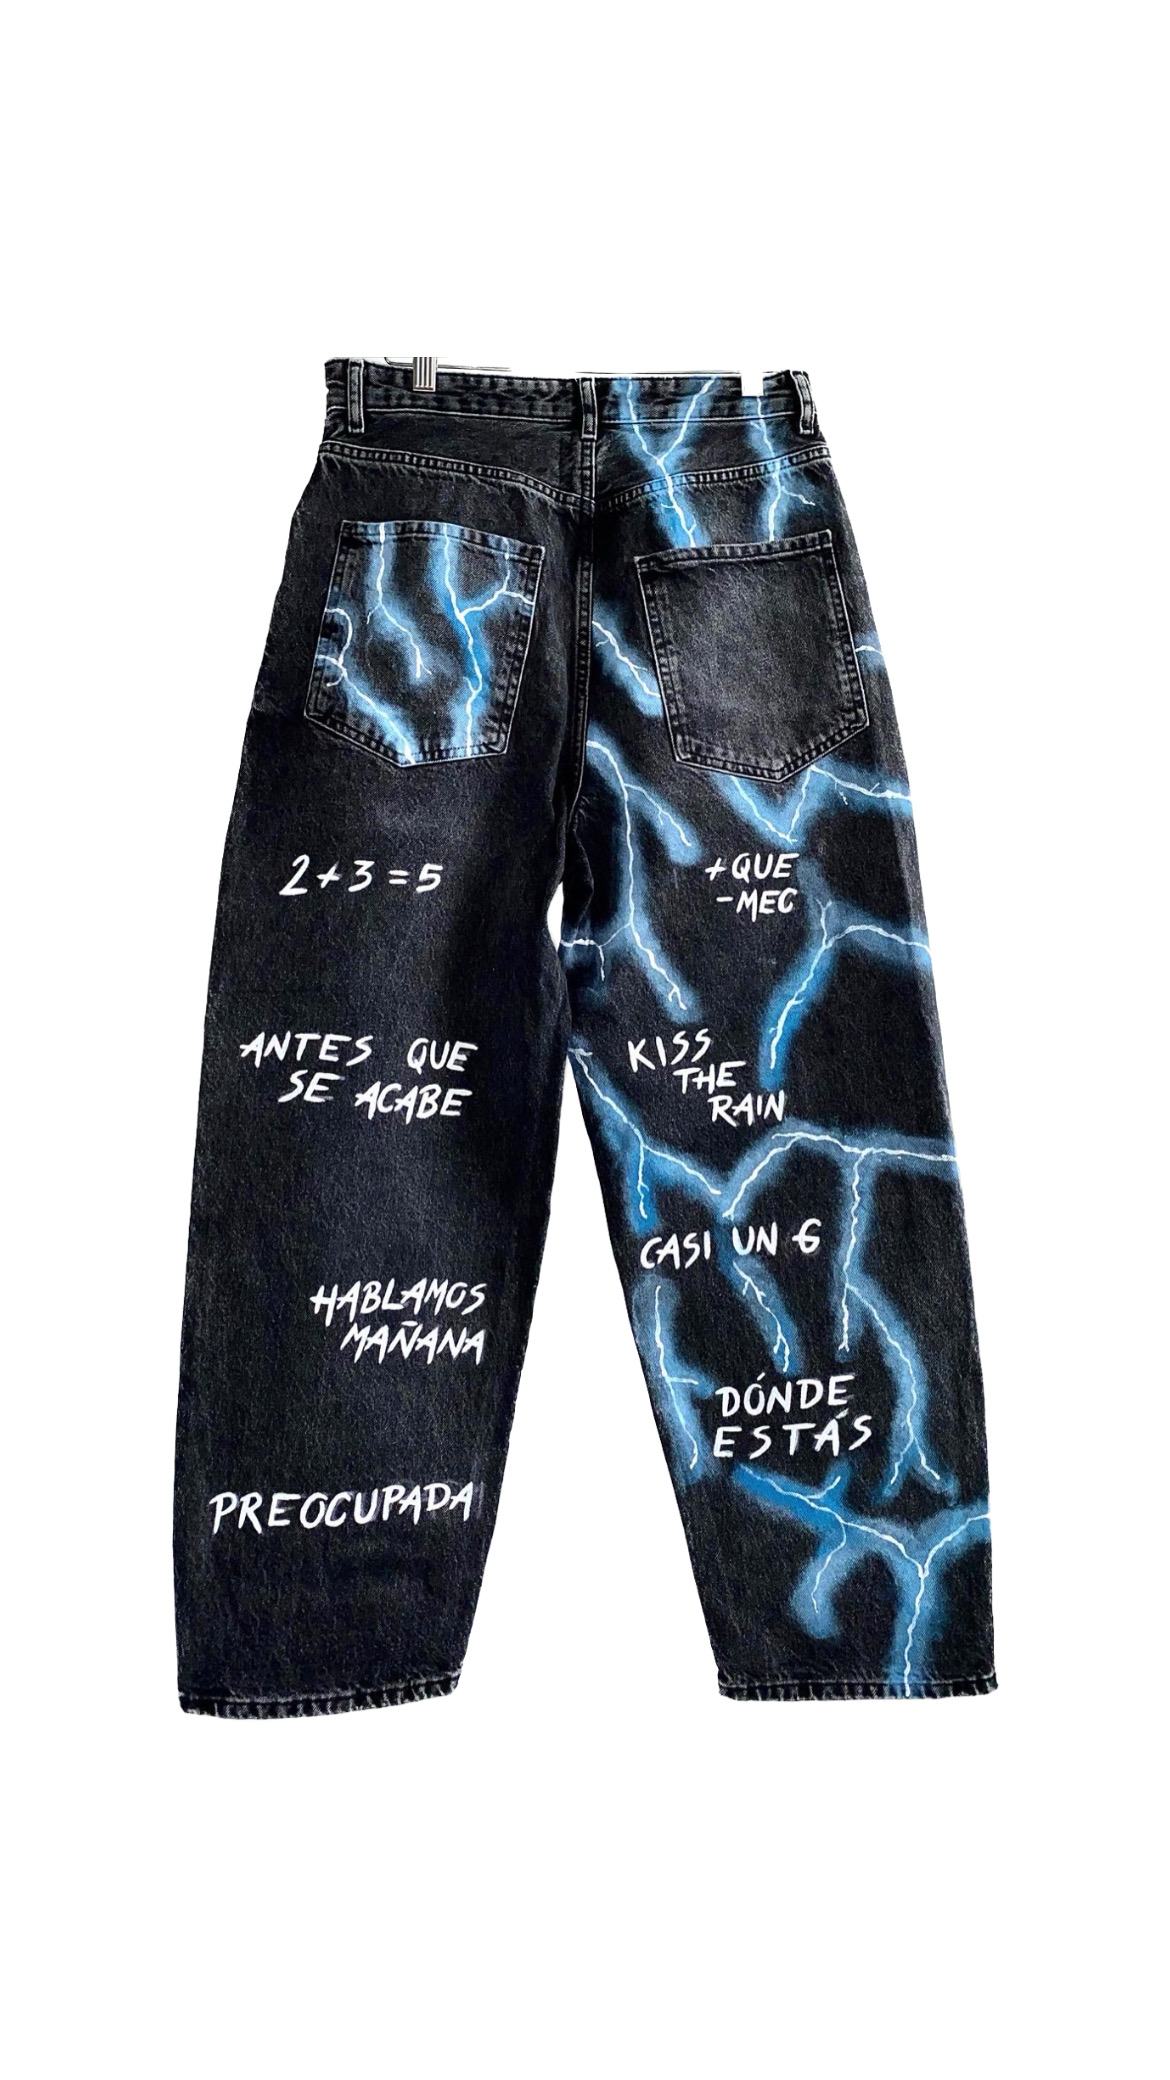 2+3=5
ANTES QUE
SE ACABE
HABLAMOS
MAÑANA
PREOCUPADA
+QUE
-MEC
KISS
THE
RAIN
CASI UN 6
DÓNDE
ESTÁS